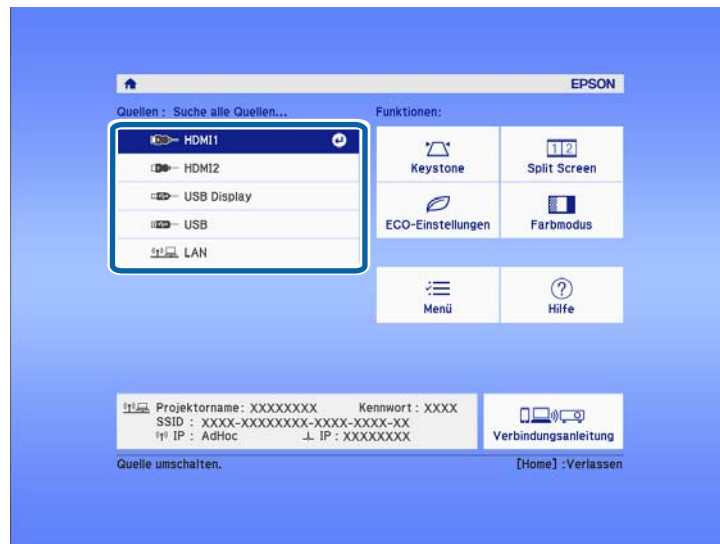 EPSON
Quellen : Suche alle Quellen...
HDMI1
HDMI2
USB Display
USB
LAN
Funktionen:
Keystone
1 2
Split Screen
ECO-Einstellungen
Farbmodus
Menü
?
Hilfe
Projektorname: XXXXXXXX Kennwort : XXXX
SSID : XXXX-XXXXXXXX-XXXX-XXXX-XX
IP : AdHoc IP : XXXXXXXX
Verbindungsanleitung
Quelle umschalten.
[Home] :Verlassen